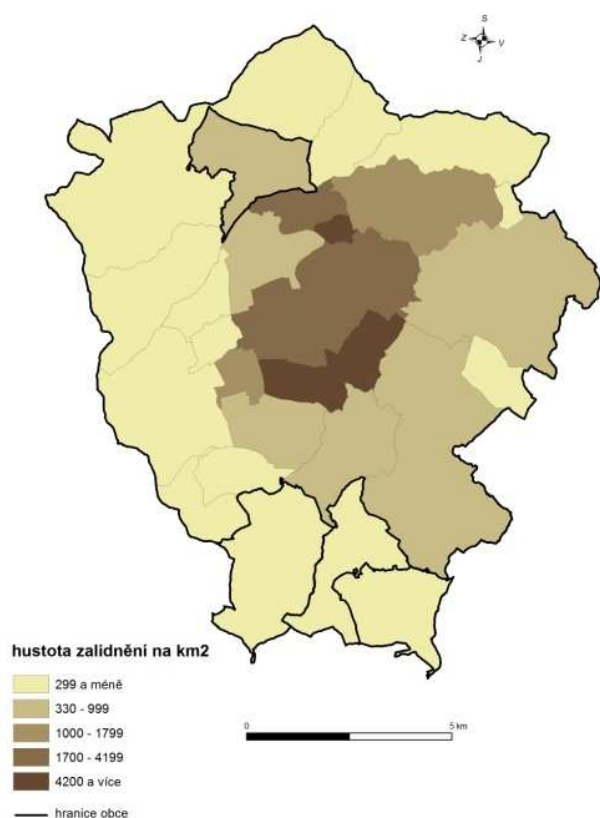 S
Z V
J
hustota zalidnění na km2
299 a méně
330 - 999
1000 - 1799
1700 - 4199
4200 a více
hranice obce
0 5 km